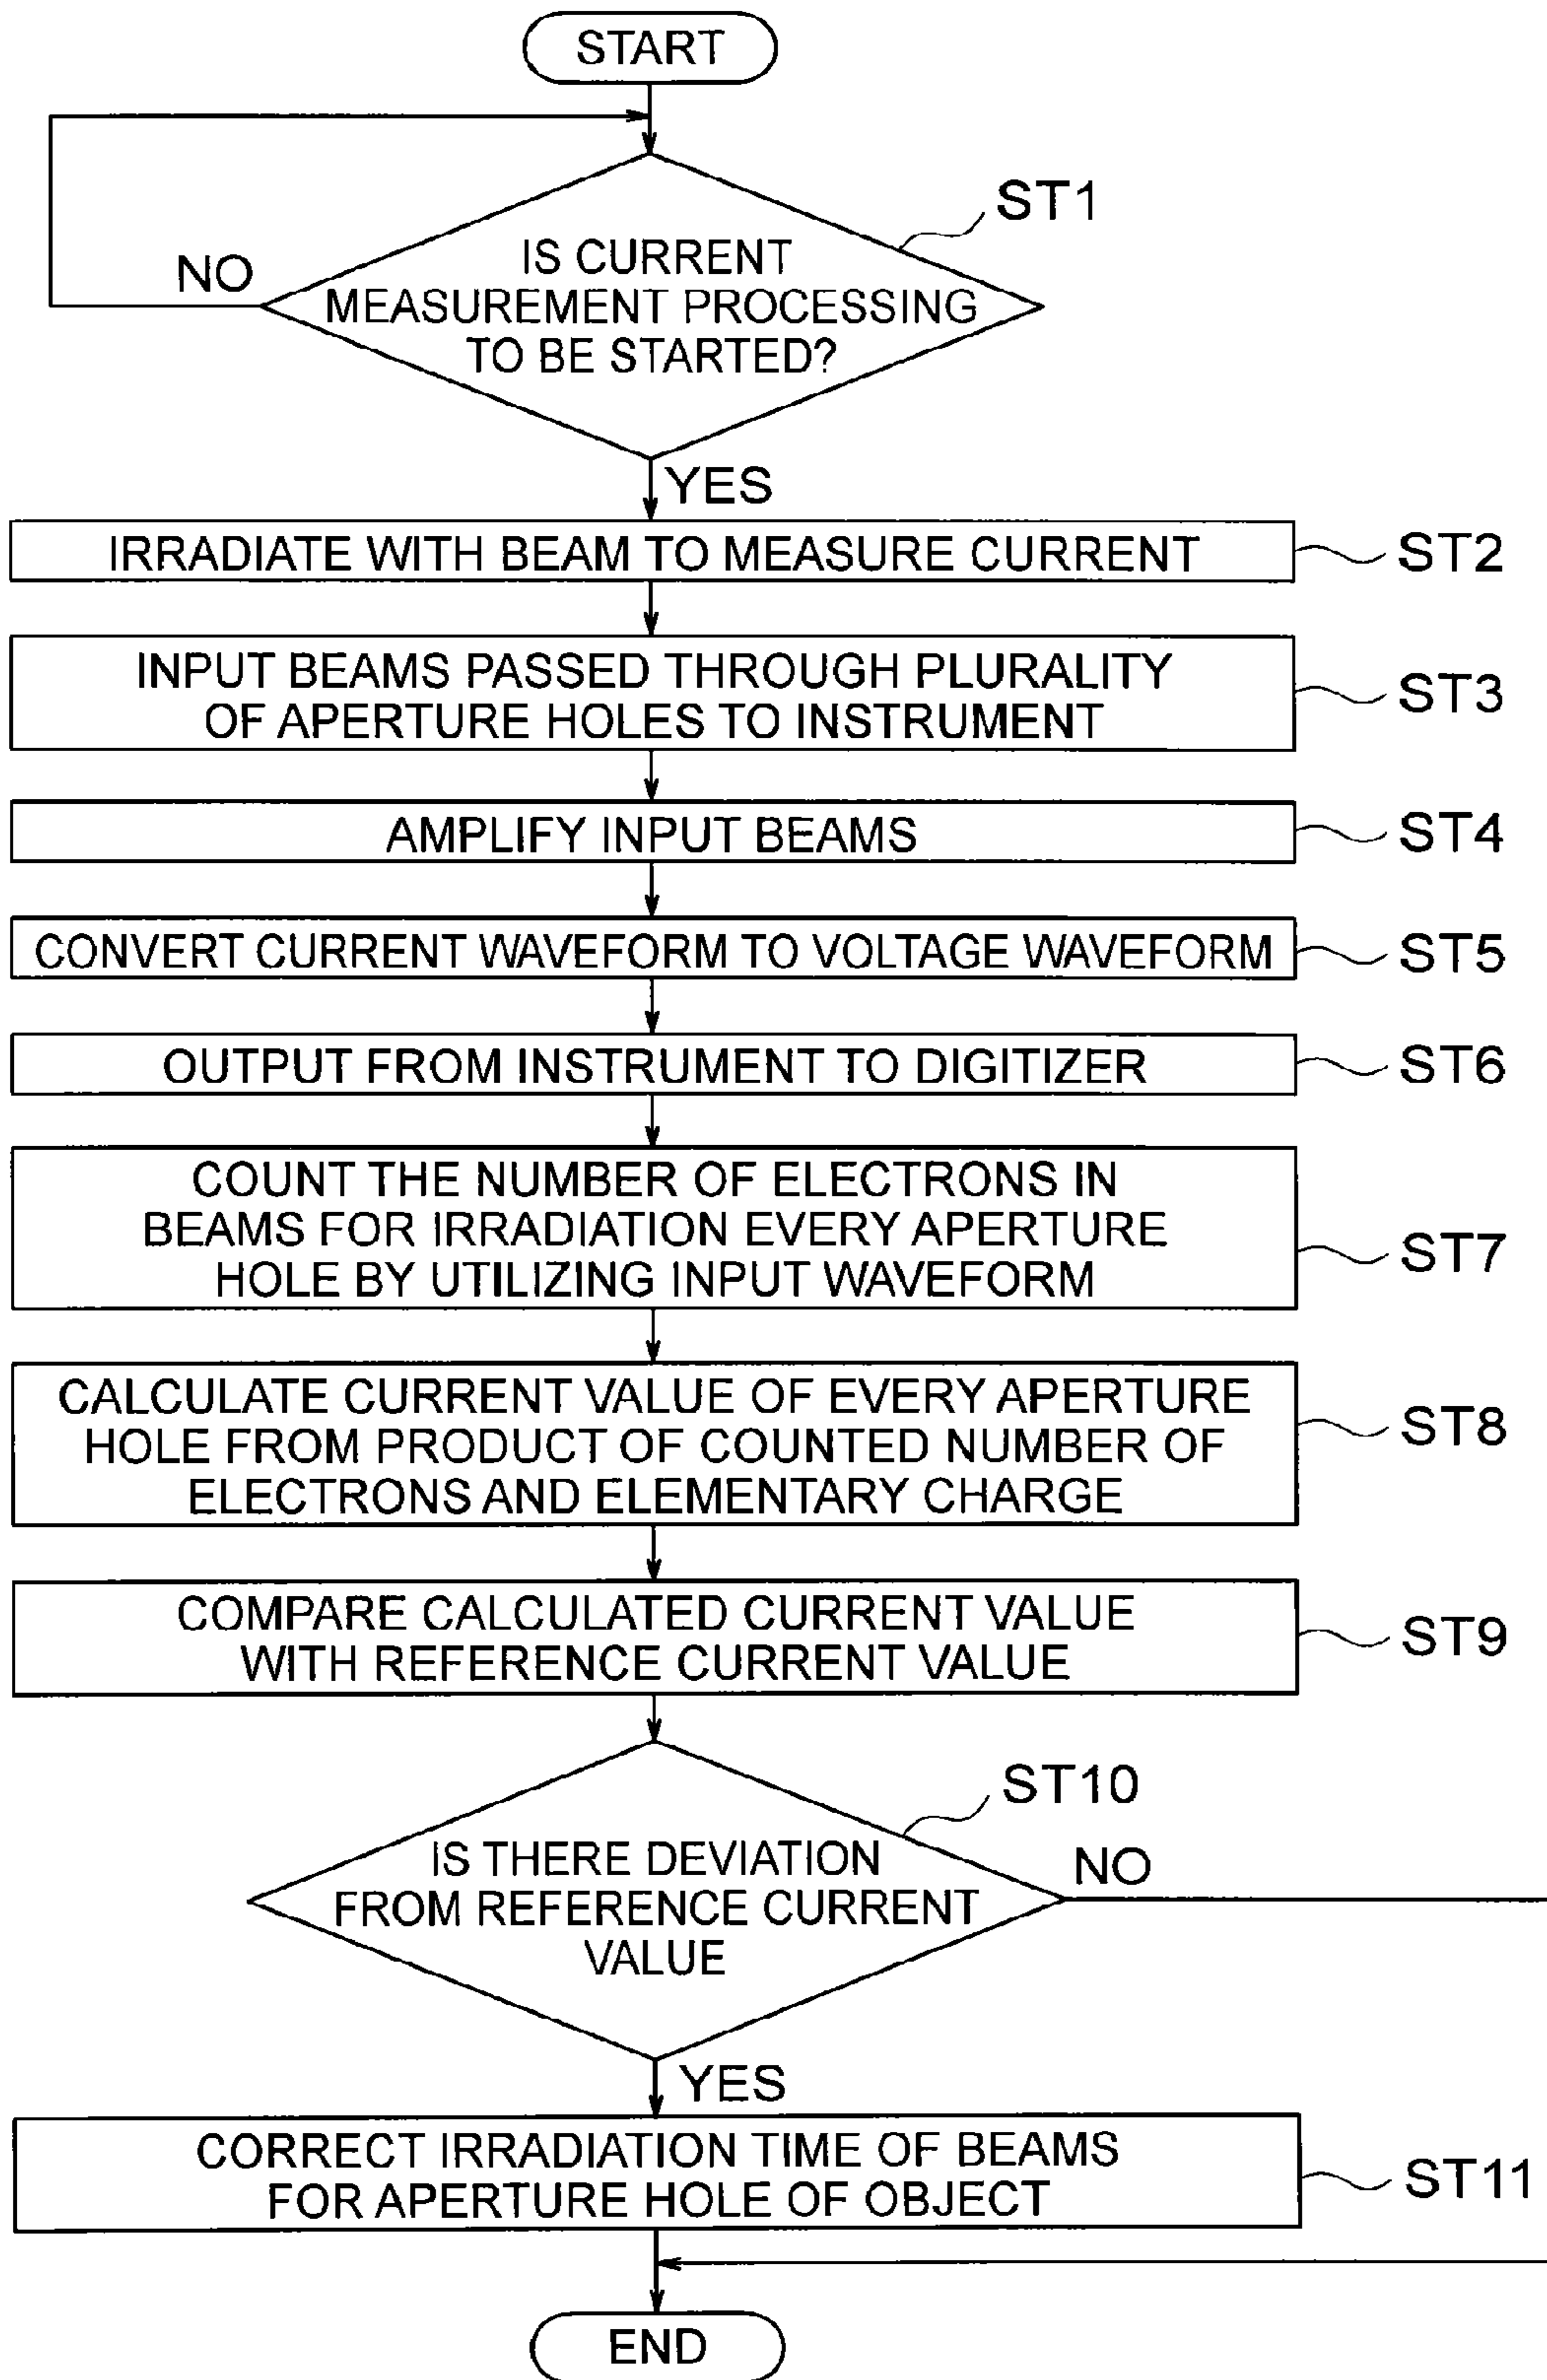 START
ST1
IS CURRENT
MEASUREMENT PROCESSING
TO BE STARTED?
NO
YES
IRRADIATE WITH BEAM TO MEASURE CURRENT
ST2
INPUT BEAMS PASSED THROUGH PLURALITY
OF APERTURE HOLES TO INSTRUMENT
ST3
AMPLIFY INPUT BEAMS
ST4
CONVERT CURRENT WAVEFORM TO VOLTAGE WAVEFORM
ST5
OUTPUT FROM INSTRUMENT TO DIGITIZER
ST6
COUNT THE NUMBER OF ELECTRONS IN
BEAMS FOR IRRADIATION EVERY APERTURE
HOLE BY UTILIZING INPUT WAVEFORM
ST7
CALCULATE CURRENT VALUE OF EVERY APERTURE
HOLE FROM PRODUCT OF COUNTED NUMBER OF
ELECTRONS AND ELEMENTARY CHARGE
ST8
COMPARE CALCULATED CURRENT VALUE
WITH REFERENCE CURRENT VALUE
ST9
ST10
IS THERE DEVIATION
FROM REFERENCE CURRENT
VALUE
NO
YES
CORRECT IRRADIATION TIME OF BEAMS
FOR APERTURE HOLE OF OBJECT
ST11
END